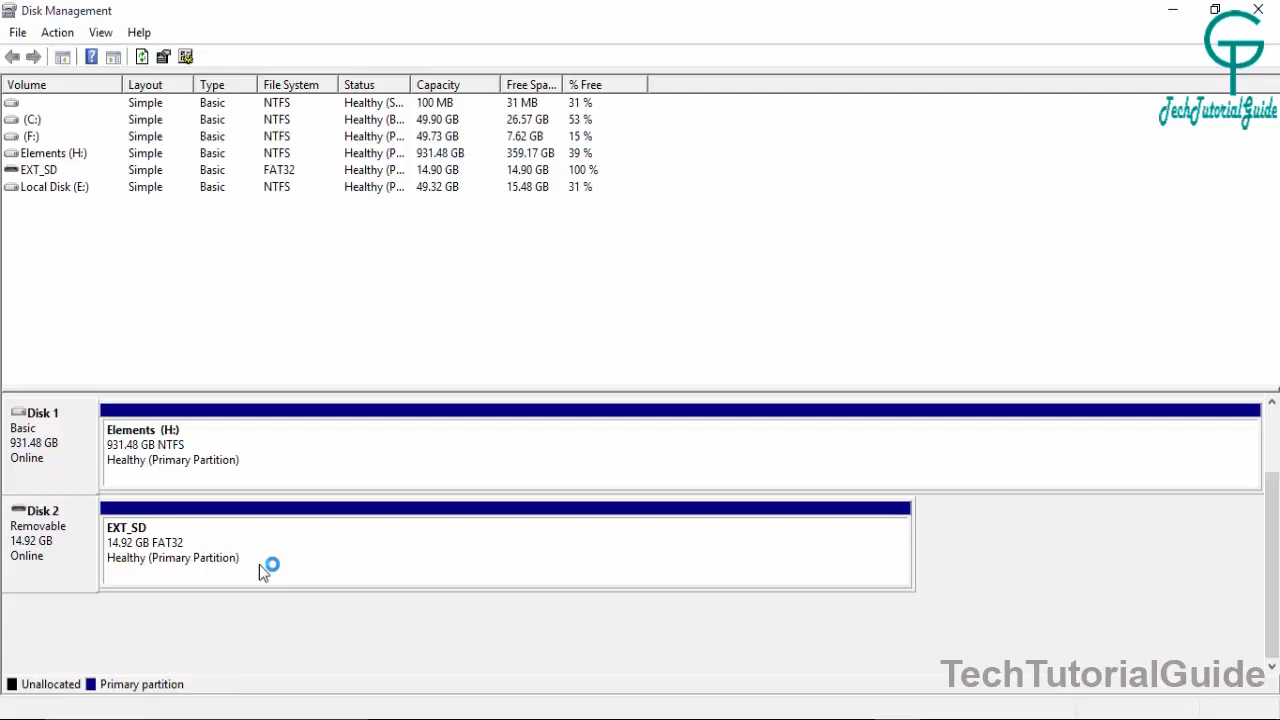 Disk Management
File Action View Help
TechTutorialGuide
Volume Layout Type File System Status Capacity Free Spa... % Free
Simple Basic NTFS Healthy (S... 100 MB 31 MB 31 %
(C:) Simple Basic NTFS Healthy (B... 49.90 GB 26.57 GB 53 %
(F:) Simple Basic NTFS Healthy (P... 49.73 GB 7.62 GB 15 %
Elements (H:) Simple Basic NTFS Healthy (P... 931.48 GB 359.17 GB 39 %
EXT_SD Simple Basic FAT32 Healthy (P... 14.90 GB 14.90 GB 100 %
Local Disk (E:) Simple Basic NTFS Healthy (P... 49.32 GB 15.48 GB 31 %
Disk 1
Basic
931.48 GB
Online
Elements (H:)
931.48 GB NTFS
Healthy (Primary Partition)
Disk 2
Removable
14.92 GB
Online
EXT_SD
14.92 GB FAT32
Healthy (Primary Partition)
TechTutorialGuide
Unallocated Primary partition